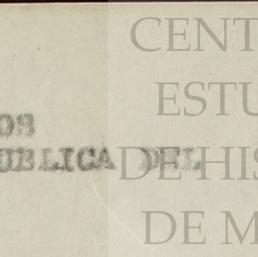 CENT
ESTU
OS
UBLICA DEL
DE HIS
DE M